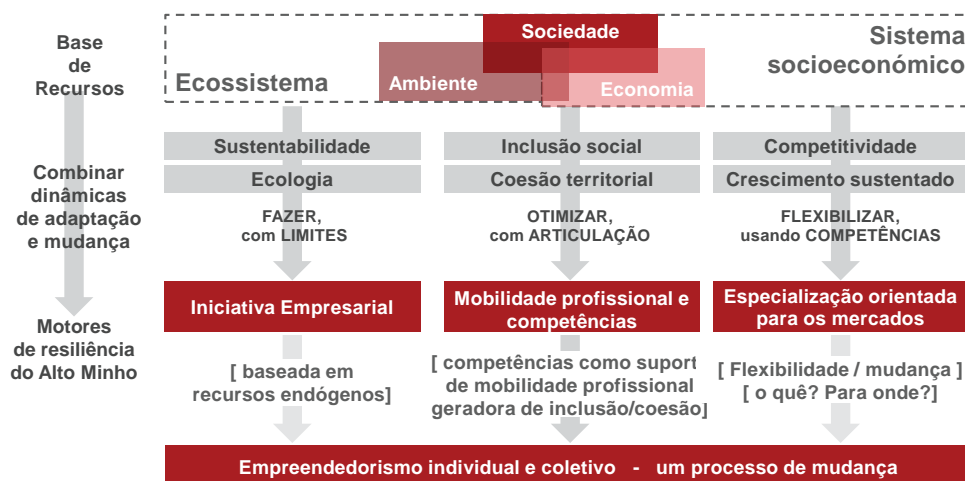 Base
de
Recursos
Sociedade
Ambiente
Economia
Ecossistema
Sistema
socioeconómico
Combinar
dinâmicas
de adaptação
e mudança
Sustentabilidade
Ecologia
FAZER,
com LIMITES
Inclusão social
Coesão territorial
OTIMIZAR,
com ARTICULAÇÃO
Competitividade
Crescimento sustentado
FLEXIBILIZAR,
usando COMPETÊNCIAS
Motores
de resiliência
do Alto Minho
Iniciativa Empresarial
[ baseada em
recursos endógenos]
Mobilidade profissional e
competências
[ competências como suport
de mobilidade profissional
geradora de inclusão/coesão]
Especialização orientada
para os mercados
[ Flexibilidade / mudança ]
[ o quê? Para onde?]
Empreendedorismo individual e coletivo - um processo de mudança